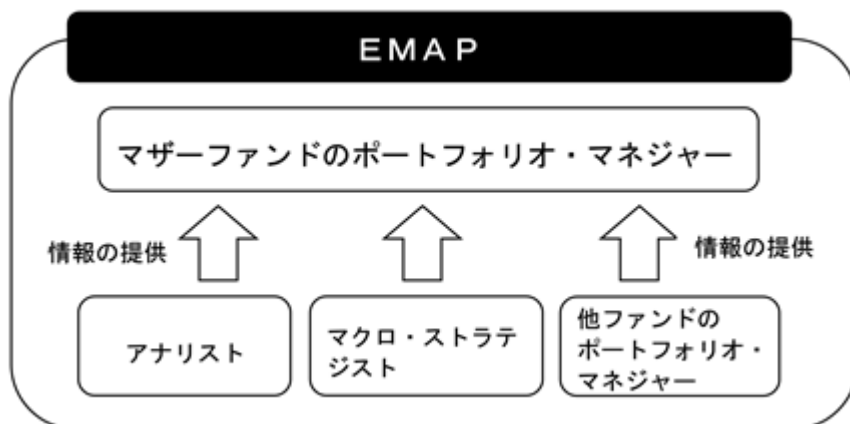 EMAP
マザーファンドのポートフォリオ・マネジャー
情報の提供
情報の提供
アナリスト
マクロ・ストラテ
ジスト
他ファンドの
ポートフォリオ・
マネジャー